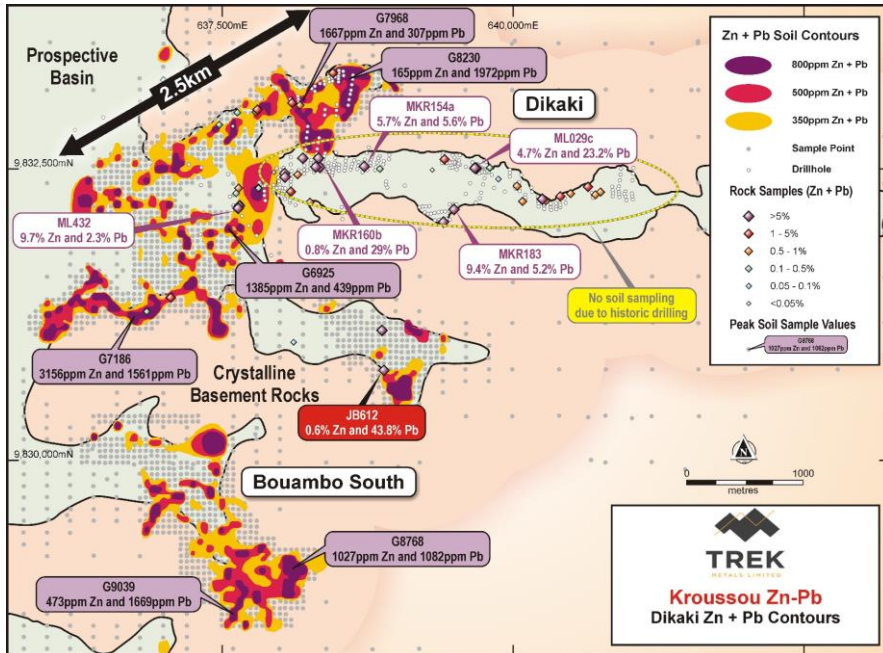 637,500mE
640,000mE
G7968
1667ppm Zn and 307ppm Pb
G8230
165ppm Zn and 1972ppm Pb
Prospective
Basin
2.5km
Dikaki
MKR154a
5.7% Zn and 5.6% Pb
ML029c
4.7% Zn and 23.2% Pb
9,832,500mN
ML432
9.7% Zn and 2.3% Pb
MKR160b
0.8% Zn and 29% Pb
MKR183
9.4% Zn and 5.2% Pb
G6925
1385ppm Zn and 439ppm Pb
No soil sampling
due to historic drilling
G7186
3156ppm Zn and 1561ppm Pb
Crystalline
Basement Rocks
JB612
0.6% Zn and 43.8% Pb
9,830,000mN
Bouambo South
G8768
1027ppm Zn and 1082ppm Pb
G9039
473ppm Zn and 1669ppm Pb
Zn + Pb Soil Contours
800ppm Zn + Pb
500ppm Zn + Pb
350ppm Zn + Pb
Sample Point
Drillhole
Rock Samples (Zn + Pb)
>5%
1 - 5%
0.5 - 1%
0.1 - 0.5%
0.05 - 0.1%
<0.05%
Peak Soil Sample Values
G8768
1027ppm Zn and 1082ppm Pb
N
0 1000
metres
TREK
METALS LIMITED
Kroussou Zn-Pb
Dikaki Zn + Pb Contours